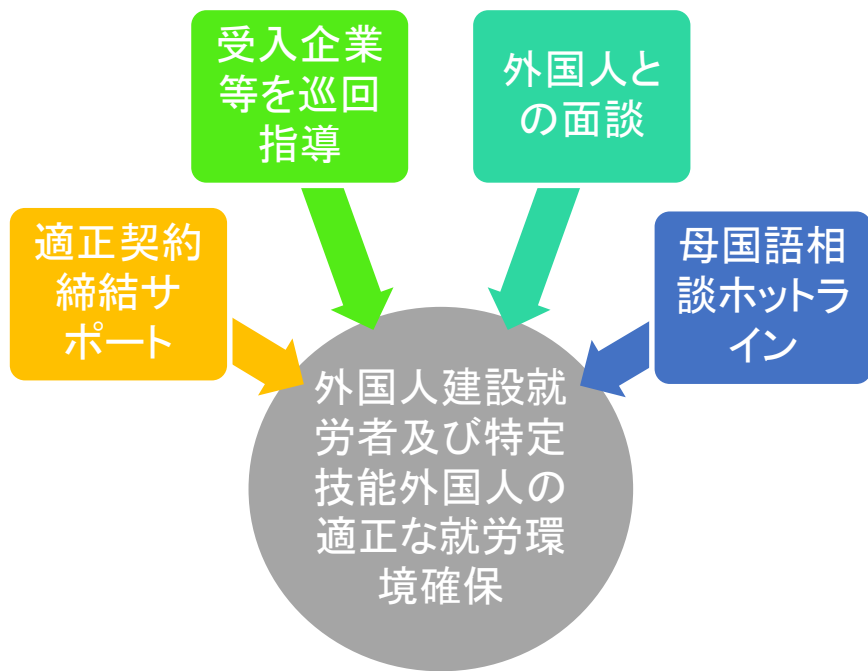 受入企業
等を巡回
指導
外国人と
の面談
適正契約
締結サ
ポート
母国語相
談ホットラ
イン
外国人建設就
労者及び特定
技能外国人の
適正な就労環
境確保